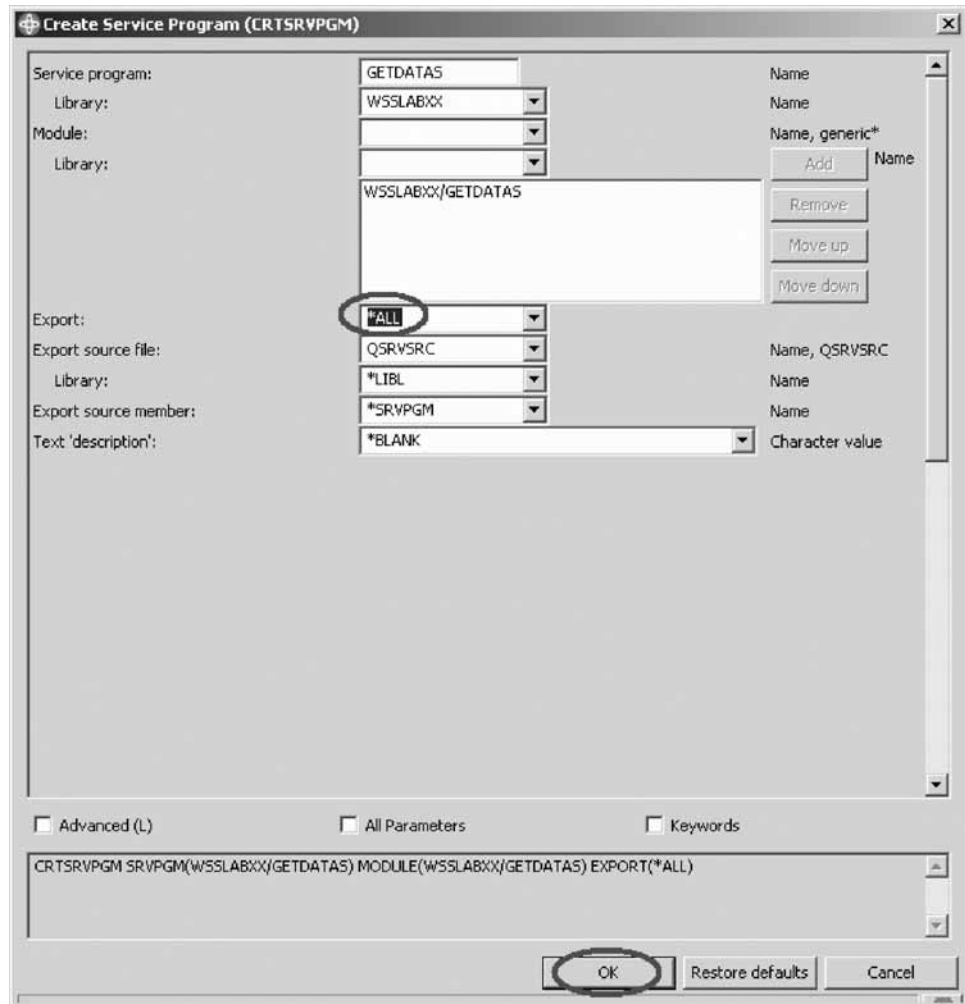 Create Service Program (CRTSRVPGM)
Service program: GETDATAS Name
Library: WSSLABXX Name
Module: Name, generic*
Library: Add Name
WSSLABXX/GETDATAS
Remove
Move up
Move down
Export: *ALL
Export source file: QSRVSRC Name, QSRVSRC
Library: *LIBL Name
Export source member: *SRVPGM Name
Text 'description': *BLANK Character value
Advanced (L) All Parameters Keywords
CRTSRVPGM SRVPGM(WSSLABXX/GETDATAS) MODULE(WSSLABXX/GETDATAS) EXPORT(*ALL)
OK Restore defaults Cancel